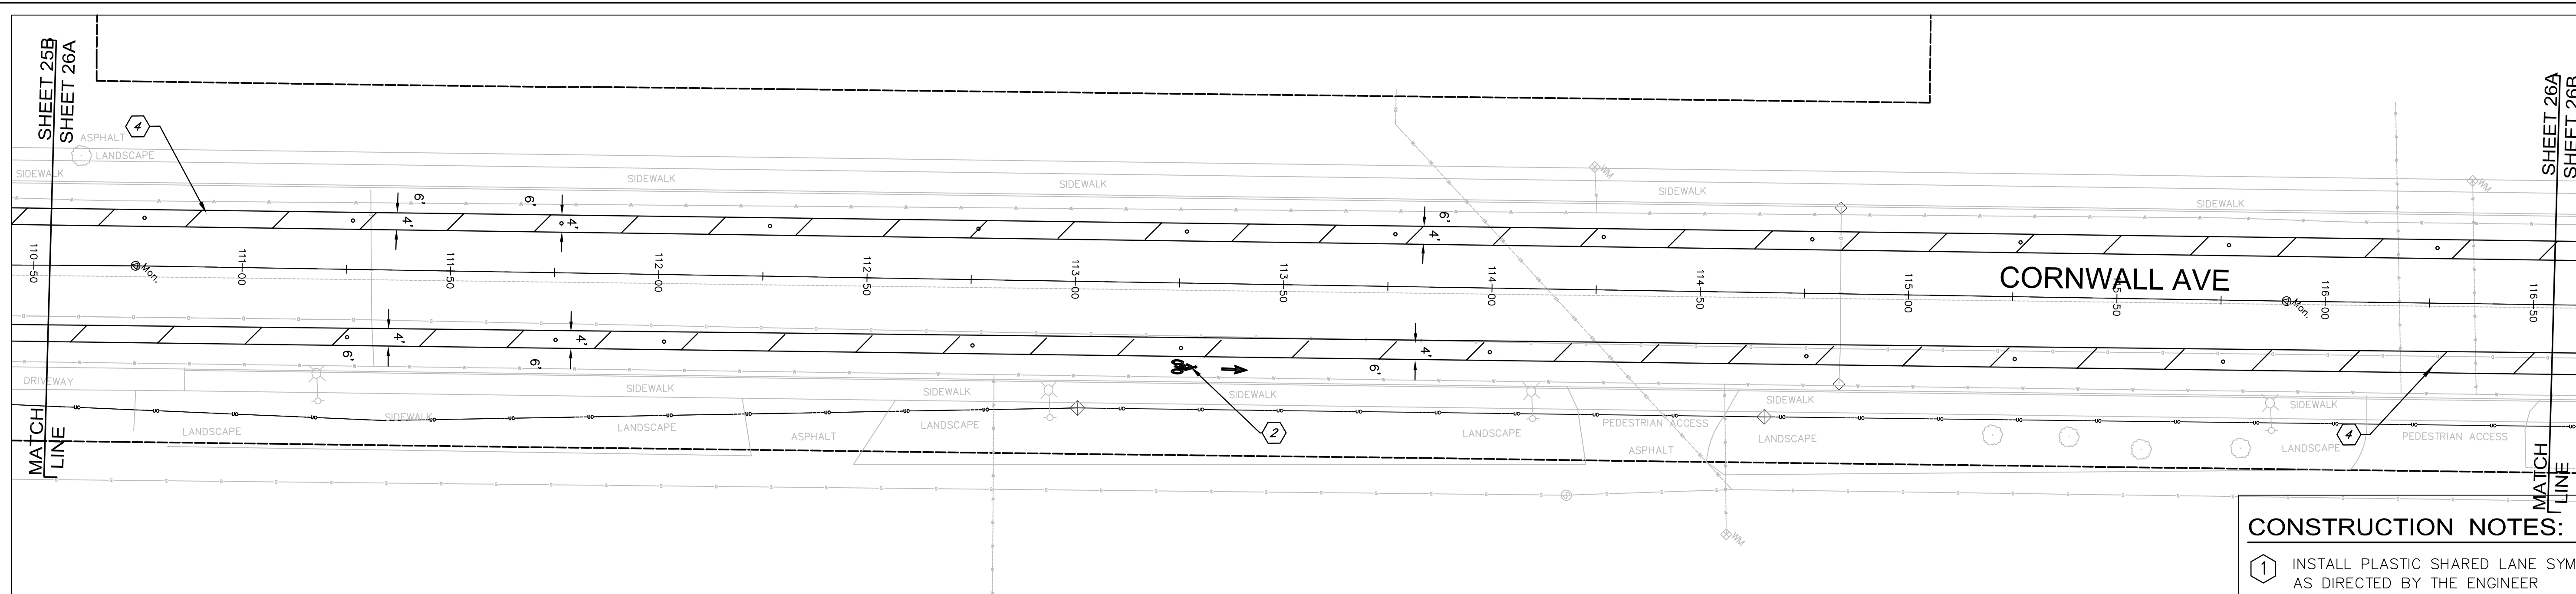 SHEET 25B
SHEET 26A
SHEET 26A
SHEET 26B
4
ASPHALT
LANDSCAPE
SIDEWALK
SIDEWALK
SIDEWALK
SIDEWALK
SIDEWALK
WM
WM
6'
4'
6'
4'
6'
4'
110-50
Mon.
111-00
111-50
112-00
112-50
113-00
113-50
114-00
114-50
115-00
CORNWALL AVE
115-50
Mon.
116-00
116-50
4'
6'
4'
6'
4'
6'
DRIVEWAY
SIDEWALK
SIDEWALK
SIDEWALK
SIDEWALK
SIDEWALK
SIDEWALK
LANDSCAPE
LANDSCAPE
ASPHALT
LANDSCAPE
2
LANDSCAPE
PEDESTRIAN ACCESS
ASPHALT
LANDSCAPE
LANDSCAPE
4
PEDESTRIAN ACCESS
MATCH
LINE
MATCH
LINE
WM
CONSTRUCTION NOTES:
1 INSTALL PLASTIC SHARED LANE SYM
AS DIRECTED BY THE ENGINEER